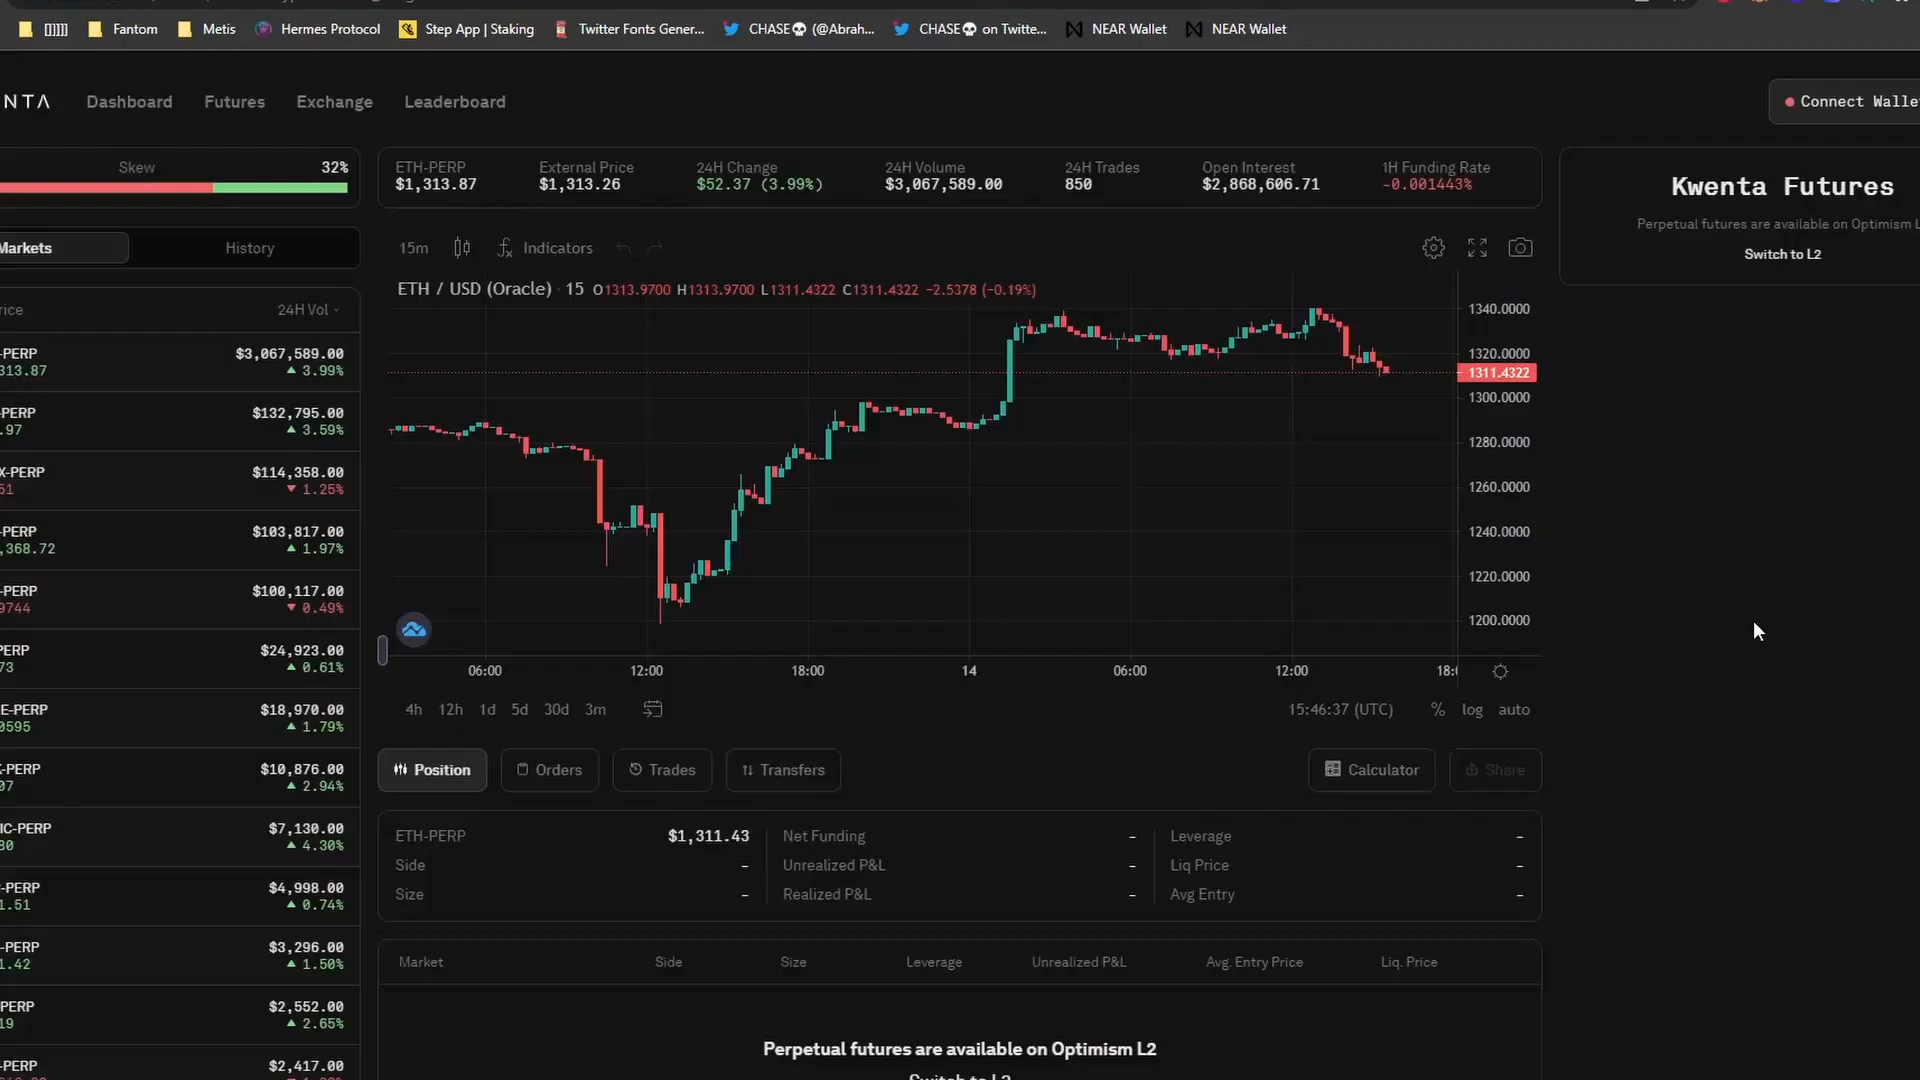 Fantom
Metis
Hermes Protocol
Step App | Staking
Twitter Fonts Gener...
CHASE💀 (@Abrah...
CHASE💀 on Twitte...
NEAR Wallet
NEAR Wallet
NTA
Dashboard
Futures
Exchange
Leaderboard
Connect Walle
Skew
32%
ETH-PERP
$1,313.87
External Price
$1,313.26
24H Change
$52.37 (3.99%)
24H Volume
$3,067,589.00
24H Trades
850
Open Interest
$2,868,606.71
1H Funding Rate
-0.001443%
Kwenta Futures
Perpetual futures are available on Optimism L
Switch to L2
Markets
History
15m
Indicators
ETH / USD (Oracle) · 15 O1313.9700 H1313.9700 L1311.4322 C1311.4322 −2.5378 (−0.19%)
rice
24H Vol
-PERP
$3,067,589.00
313.87
▲ 3.99%
-PERP
$132,795.00
.97
▲ 3.59%
X-PERP
$114,358.00
51
▼ 1.25%
-PERP
$103,817.00
,368.72
▲ 1.97%
-PERP
$100,117.00
9744
▼ 0.49%
PERP
$24,923.00
73
▲ 0.61%
E-PERP
$18,970.00
0595
▲ 1.79%
-PERP
$10,876.00
07
▲ 2.94%
IC-PERP
$7,130.00
80
▲ 4.30%
-PERP
$4,998.00
1.51
▲ 0.74%
-PERP
$3,296.00
1.42
▲ 1.50%
PERP
$2,552.00
19
▲ 2.65%
-PERP
$2,417.00
1340.0000
1320.0000
1311.4322
1300.0000
1280.0000
1260.0000
1240.0000
1220.0000
1200.0000
06:00
12:00
18:00
14
06:00
12:00
18:0
4h
12h
1d
5d
30d
3m
15:46:37 (UTC)
%
log
auto
Position
Orders
Trades
Transfers
Calculator
Share
ETH-PERP
$1,311.43
Net Funding
-
Leverage
-
Side
-
Unrealized P&L
Liq Price
-
Size
-
Realized P&L
-
Avg Entry
-
Market
Side
Size
Leverage
Unrealized P&L
Avg. Entry Price
Liq. Price
Perpetual futures are available on Optimism L2
Switch to L2